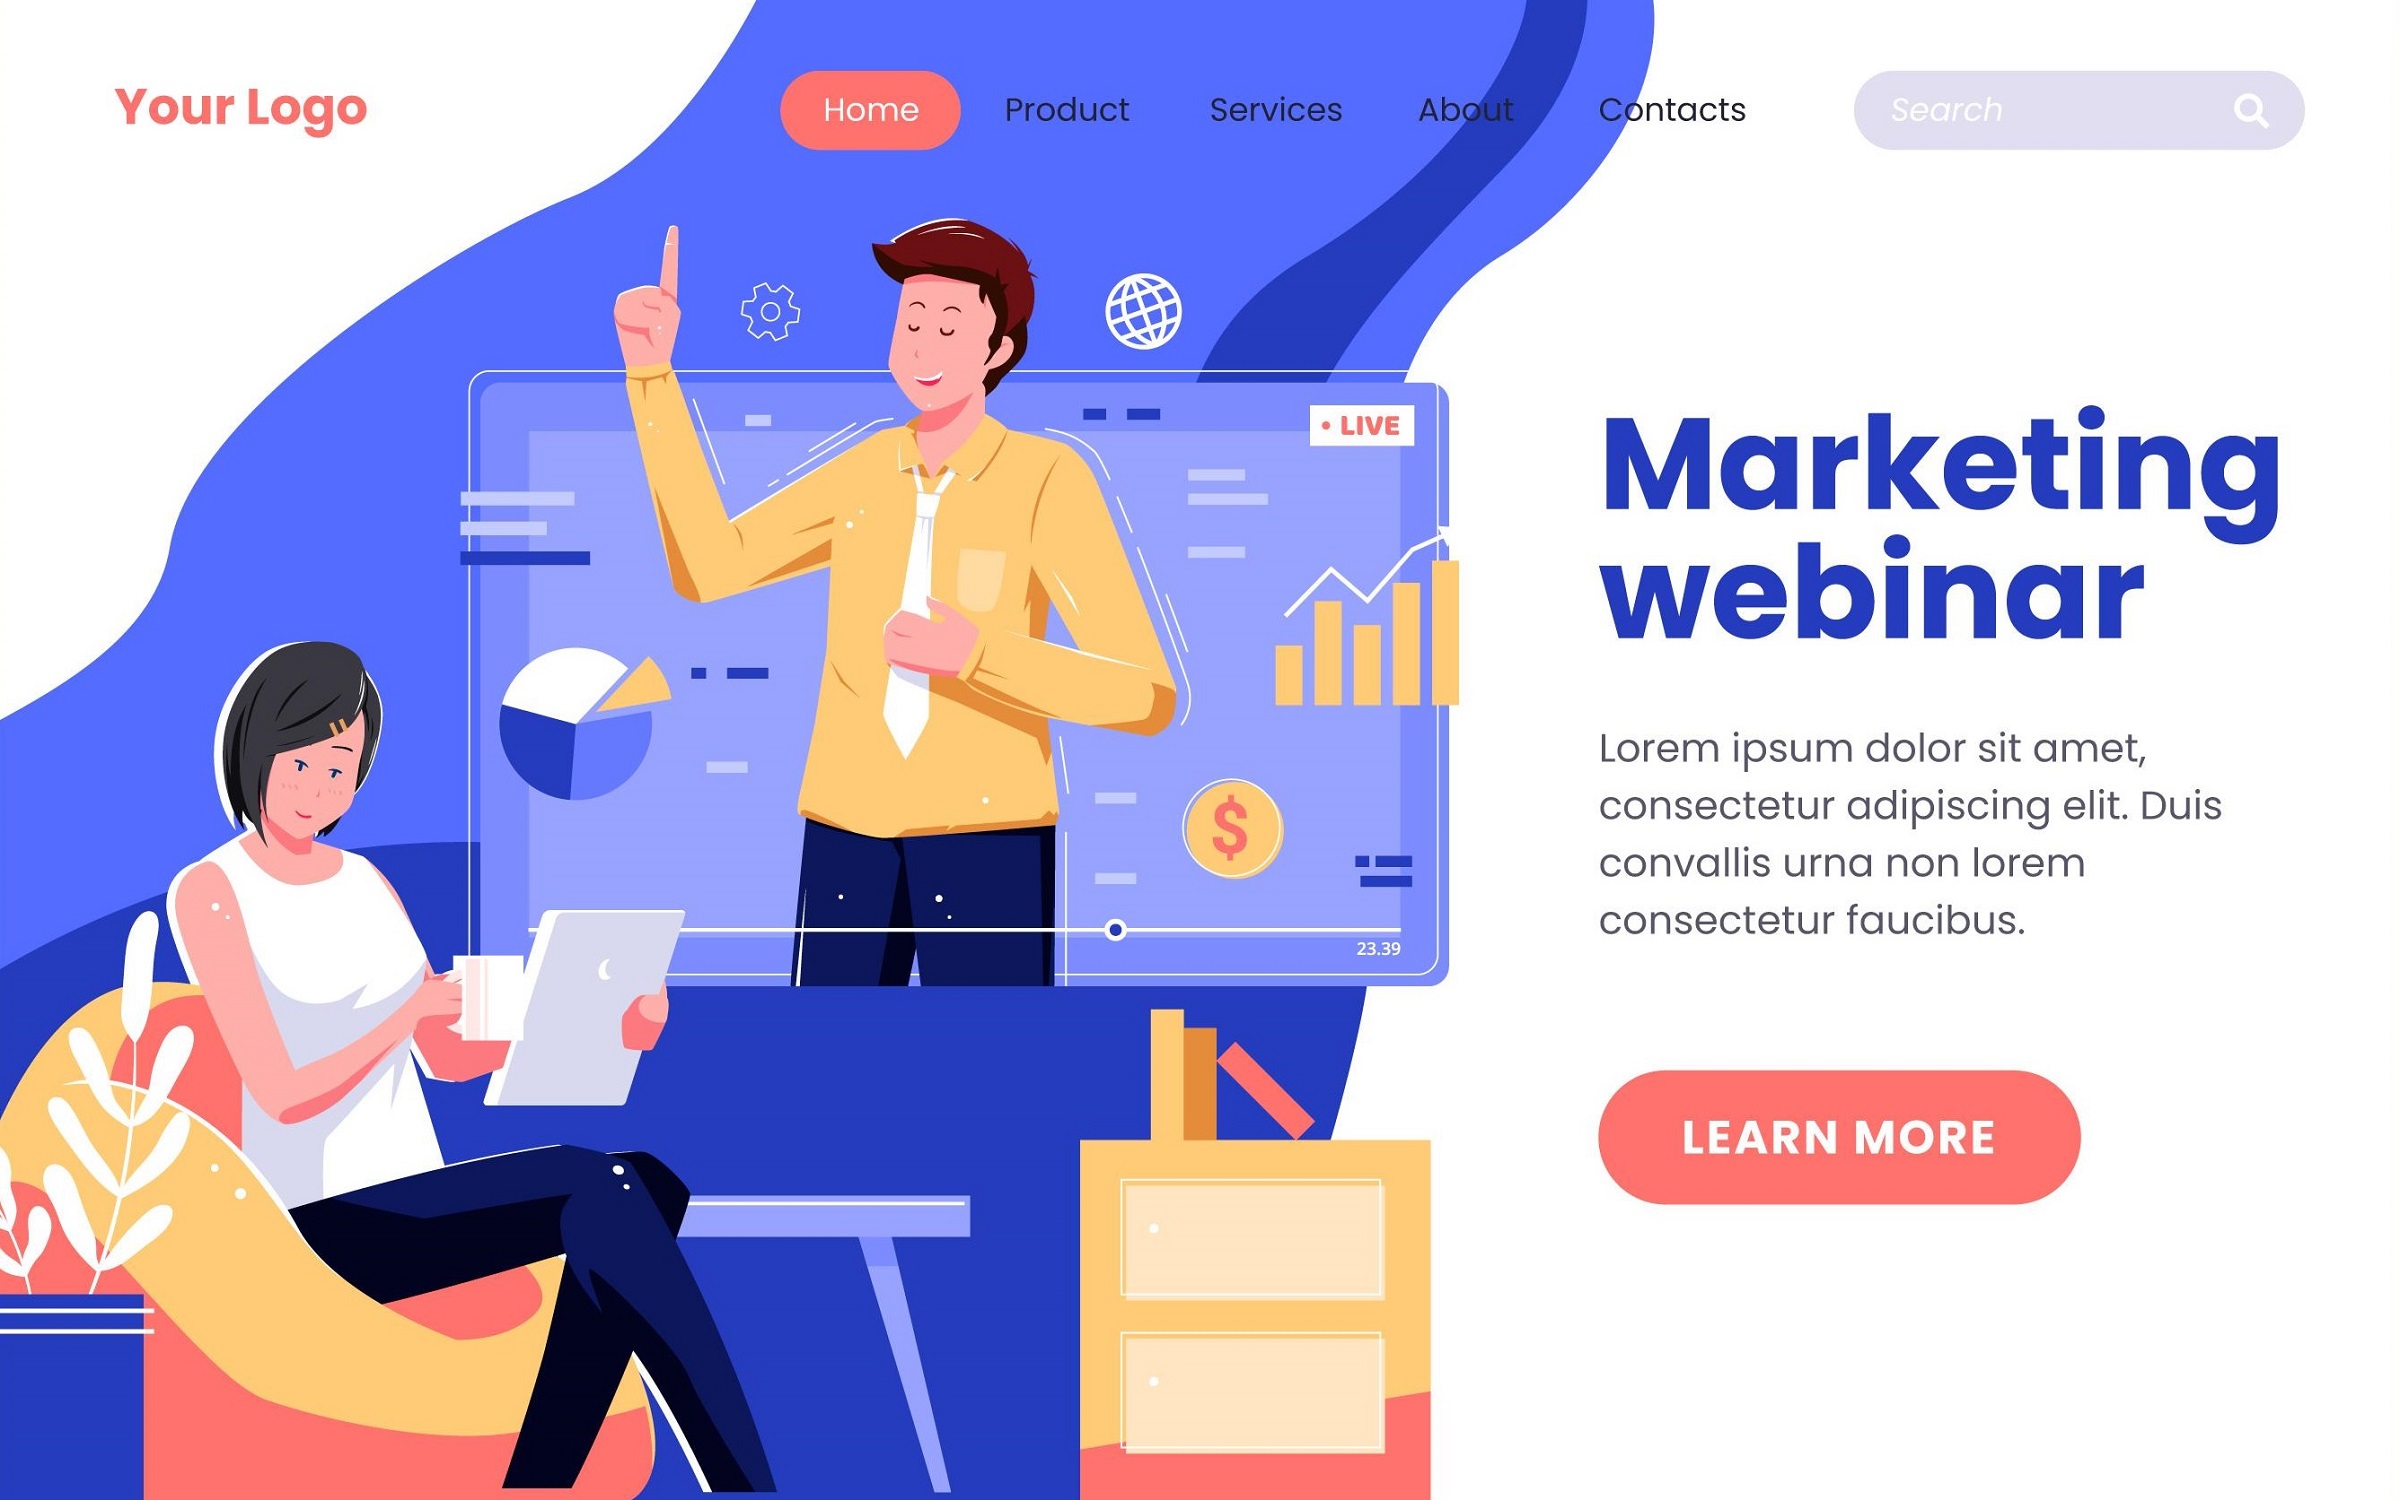 Your Logo
Home Product Services About Contacts Search
• LIVE
Marketing
webinar
Lorem ipsum dolor sit amet,
consectetur adipiscing elit. Duis
convallis urna non lorem
consectetur faucibus.
$
23.39
LEARN MORE